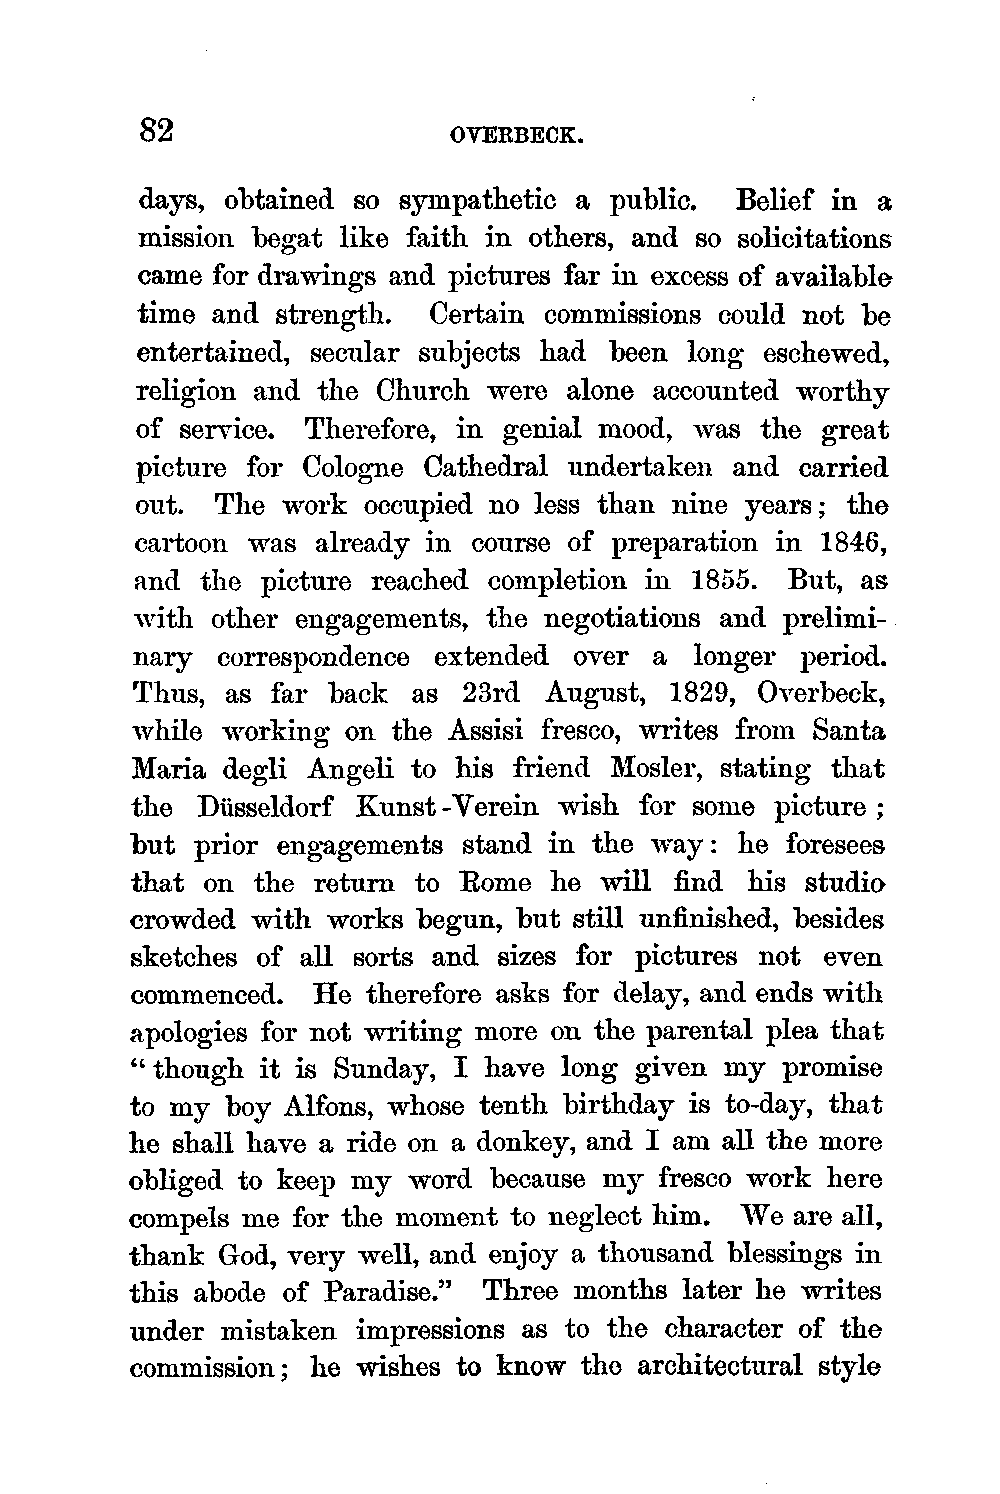 82 OVERBECK.
days, obtained so sympathetic a public. Belief in a
mission begat like faith in others, and so solicitations
came for drawings and pictures far in excess of available
time and strength. Certain commissions could not be
entertained, secular subjects had been long eschewed,
religion and the Church were alone accounted worthy
of service. Therefore, in genial mood, was the great
picture for Cologne Cathedral undertaken and carried
out. The work occupied no less than nine years; the
cartoon was already in course of preparation in 1846,
and the picture reached completion in 1855. But, as
with other engagements, the negotiations and prelimi-
nary correspondence extended over a longer period.
Thus, as far back as 23rd August, 1829, Overbeck,
while working on the Assisi fresco, writes from Santa
Maria degli Angeli to his friend Mosler, stating that
the Düsseldorf Kunst-Verein wish for some picture;
but prior engagements stand in the way: he foresees
that on the return to Rome he will find his studio
crowded with works begun, but still unfinished, besides
sketches of all sorts and sizes for pictures not even
commenced. He therefore asks for delay, and ends with
apologies for not writing more on the parental plea that
“though it is Sunday, I have long given my promise
to my boy Alfons, whose tenth birthday is to-day, that
he shall have a ride on a donkey, and I am all the more
obliged to keep my word because my fresco work here
compels me for the moment to neglect him. We are all,
thank God, very well, and enjoy a thousand blessings in
this abode of Paradise.” Three months later he writes
under mistaken impressions as to the character of the
commission; he wishes to know the architectural style